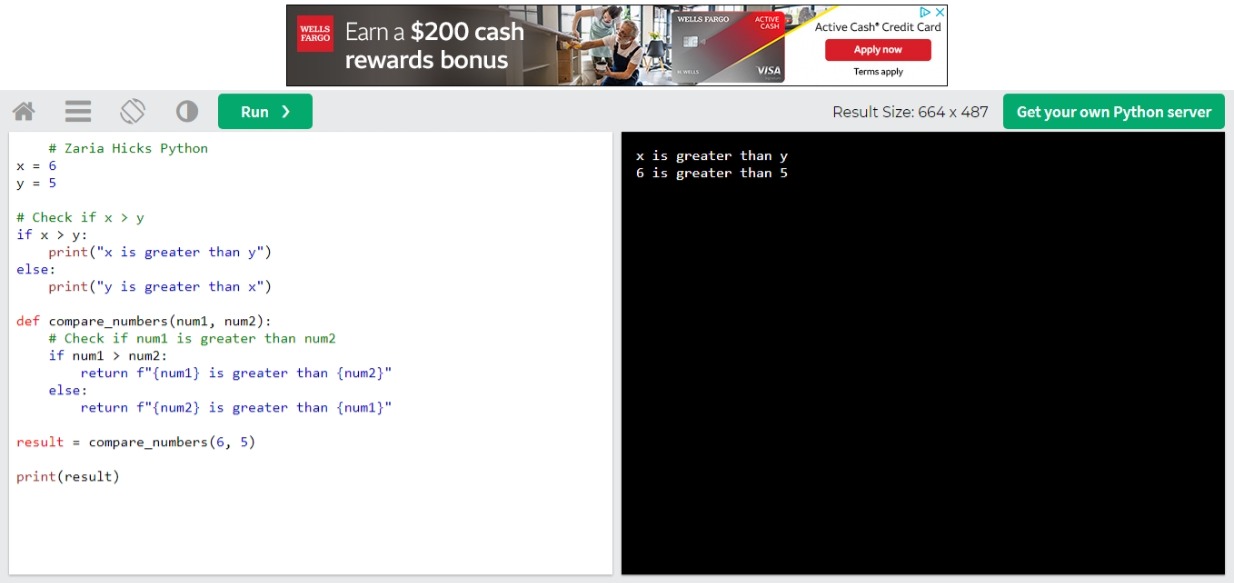 WELLS
FARGO
Earn a $200 cash
rewards bonus
WELLS FARGO
ACTIVE
CASH
VISA
Active Cash® Credit Card
Apply now
Terms apply
Run ❯
Result Size: 664 x 487
Get your own Python server
    # Zaria Hicks Python
x = 6
y = 5
# Check if x > y
if x > y:
    print("x is greater than y")
else:
    print("y is greater than x")
def compare_numbers(num1, num2):
    # Check if num1 is greater than num2
    if num1 > num2:
        return f"{num1} is greater than {num2}"
    else:
        return f"{num2} is greater than {num1}"
result = compare_numbers(6, 5)
print(result)
x is greater than y
6 is greater than 5